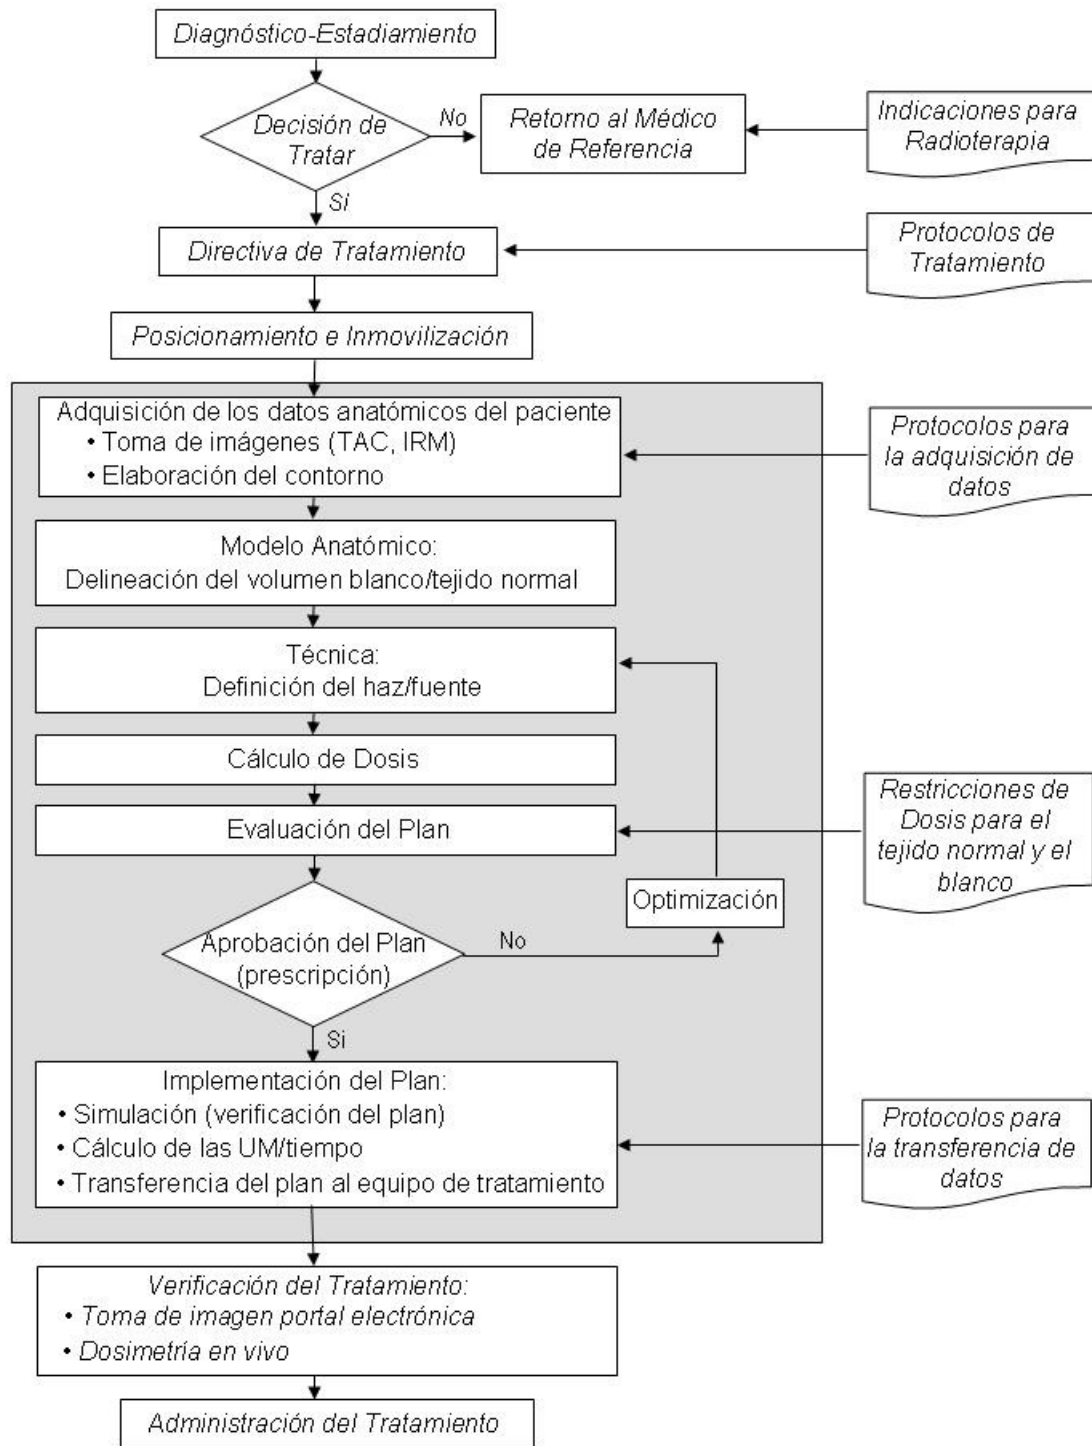 Diagnóstico-Estadiamiento
Decisión de
Tratar
No
Retorno al Médico
de Referencia
Indicaciones para
Radioterapia
Si
Directiva de Tratamiento
Protocolos de
Tratamiento
Posicionamiento e Inmovilización
Adquisición de los datos anatómicos del paciente
• Toma de imágenes (TAC, IRM)
• Elaboración del contorno
Protocolos para
la adquisición de
datos
Modelo Anatómico:
Delineación del volumen blanco/tejido normal
Técnica:
Definición del haz/fuente
Cálculo de Dosis
Evaluación del Plan
Restricciones de
Dosis para el
tejido normal y el
blanco
Optimización
Aprobación del Plan
(prescripción)
No
Si
Implementación del Plan:
• Simulación (verificación del plan)
• Cálculo de las UM/tiempo
• Transferencia del plan al equipo de tratamiento
Protocolos para
la transferencia de
datos
Verificación del Tratamiento:
• Toma de imagen portal electrónica
• Dosimetría en vivo
Administración del Tratamiento